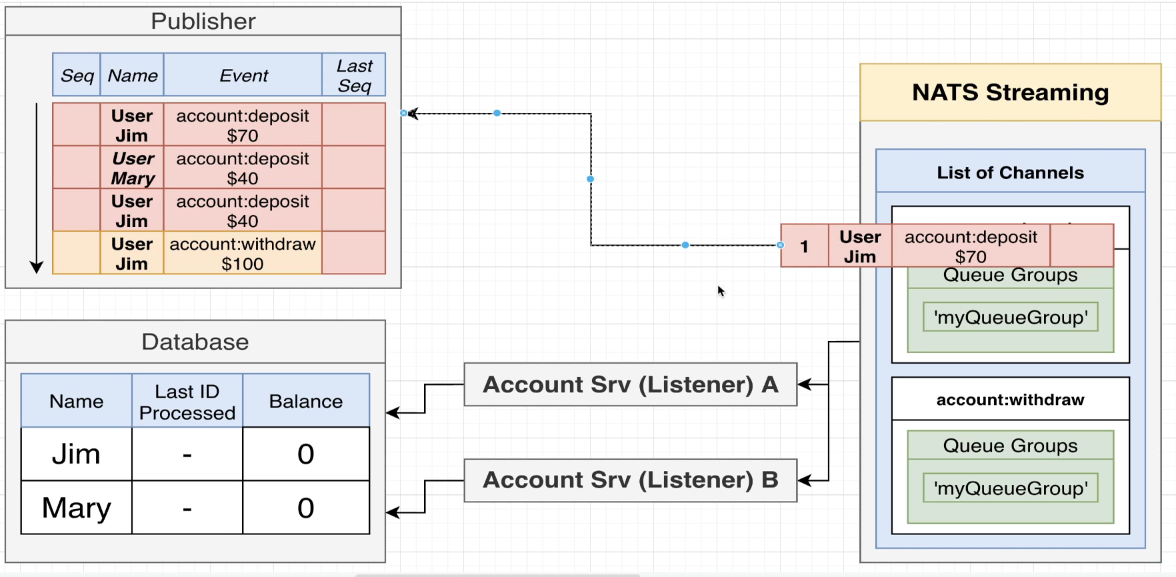 Publisher
Seq Name Event Last Seq
User Jim account:deposit $70
User Mary account:deposit $40
User Jim account:deposit $40
User Jim account:withdraw $100
NATS Streaming
List of Channels
1 User Jim account:deposit $70
Queue Groups
'myQueueGroup'
account:withdraw
Queue Groups
'myQueueGroup'
Account Srv (Listener) A
Account Srv (Listener) B
Database
Name Last ID Processed Balance
Jim - 0
Mary - 0